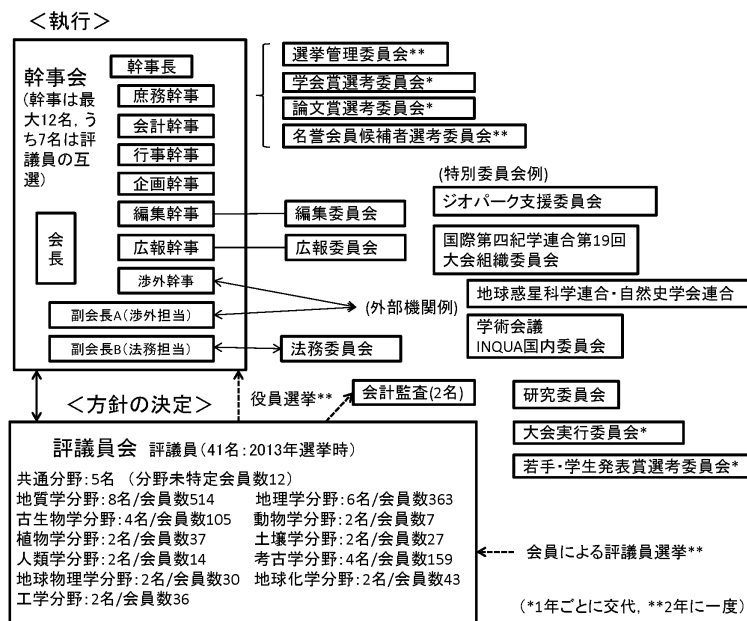 ＜執行＞
幹事会
(幹事は最
大12名,う
ち7名は評
議員の互
選)
幹事長
庶務幹事
会計幹事
行事幹事
企画幹事
編集幹事
広報幹事
渉外幹事
会長
副会長A(渉外担当)
副会長B(法務担当)
選挙管理委員会**
学会賞選考委員会*
論文賞選考委員会*
名誉会員候補者選考委員会**
編集委員会
広報委員会
(外部機関例)
法務委員会
(特別委員会例)
ジオパーク支援委員会
国際第四紀学連合第19回
大会組織委員会
地球惑星科学連合・自然史学会連合
学術会議
INQUA国内委員会
＜方針の決定＞
役員選挙**
会計監査(2名)
研究委員会
大会実行委員会*
若手・学生発表賞選考委員会*
評議員会 評議員(41名:2013年選挙時)
共通分野:5名 (分野未特定会員数12)
地質学分野:8名/会員数514 地理学分野:6名/会員数363
古生物学分野:4名/会員数105 動物学分野:2名/会員数7
植物学分野:2名/会員数37 土壌学分野:2名/会員数27
人類学分野:2名/会員数14 考古学分野:4名/会員数159
地球物理学分野:2名/会員数30 地球化学分野:2名/会員数43
工学分野:2名/会員数36
会員による評議員選挙**
(*1年ごとに交代, **2年に一度)